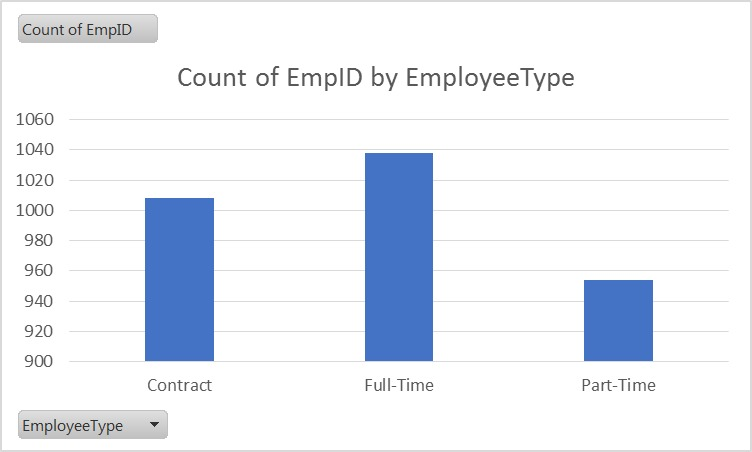 Count of EmpID
Count of EmpID by EmployeeType
1060
1040
1020
1000
980
960
940
920
900
Contract Full-Time Part-Time
EmployeeType